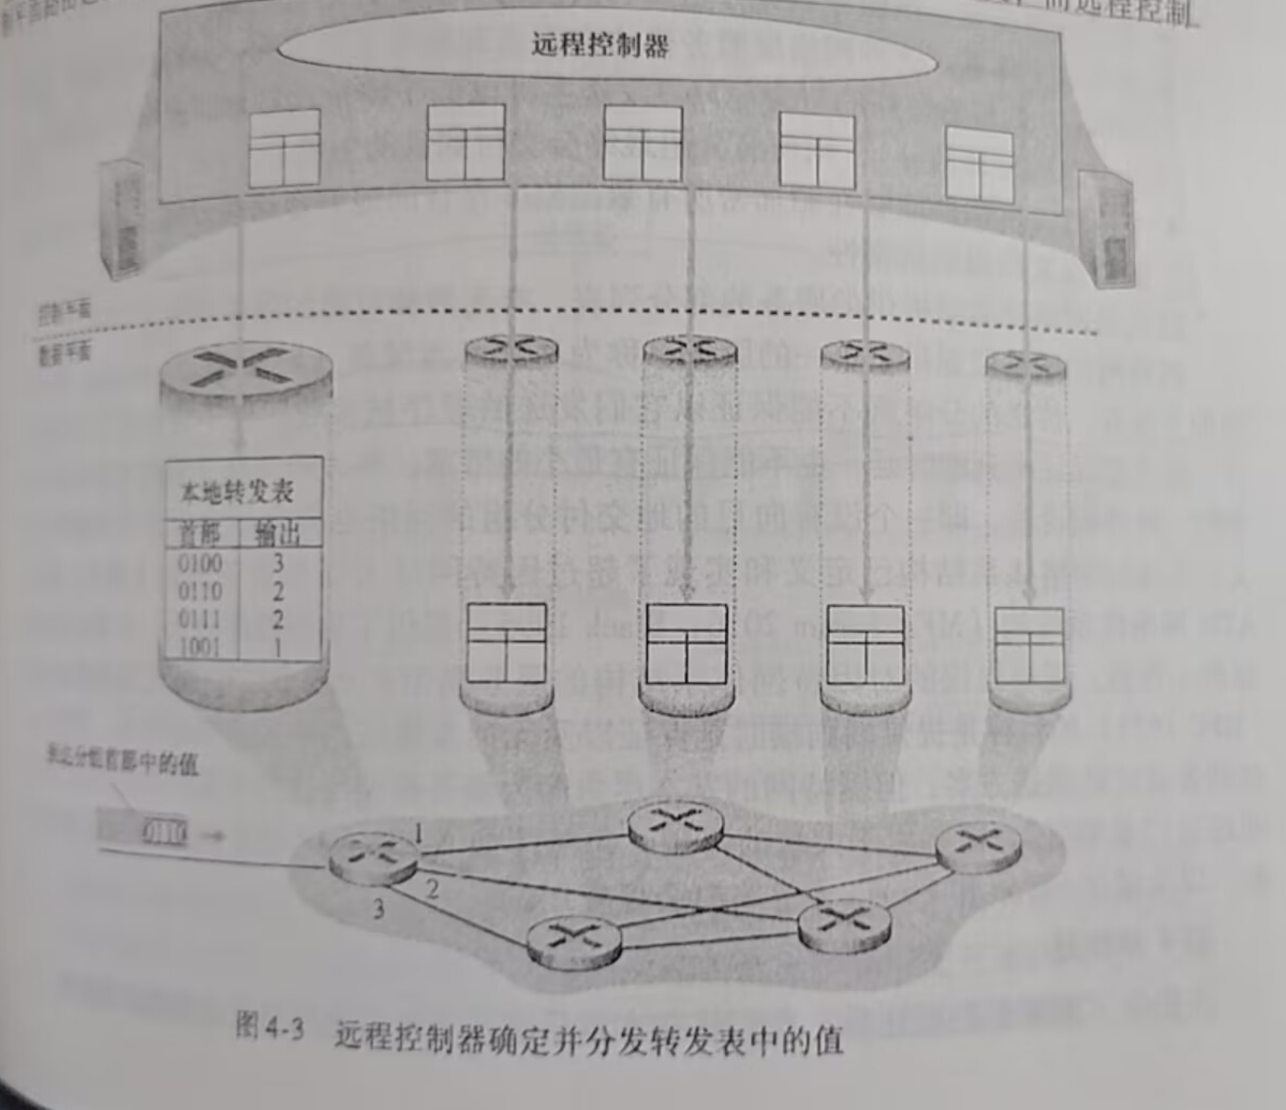 而远程控制
远程控制器
控制平面
数据平面
本地转发表
首部 输出
0100 3
0110 2
0111 2
1001 1
到达分组首部中的值
0110
1
2
3
图4-3 远程控制器确定并分发转发表中的值